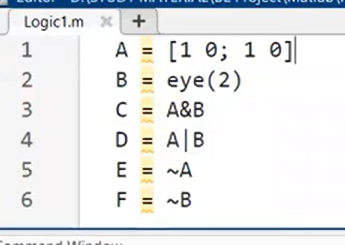 Logic1.m
1 A = [1 0; 1 0]
2 B = eye(2)
3 C = A&B
4 D = A|B
5 E = ~A
6 F = ~B